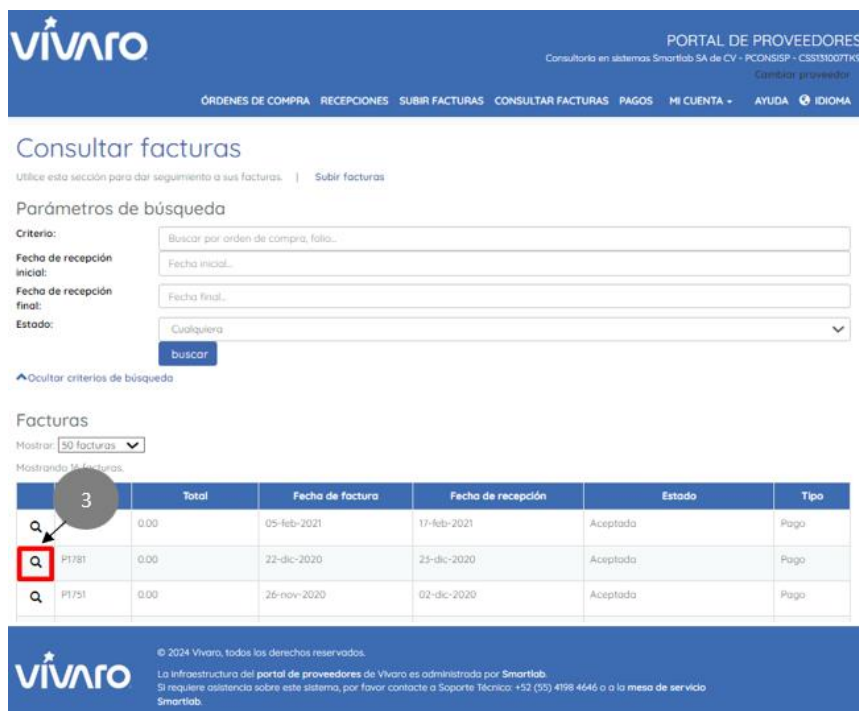 vívaro
PORTAL DE PROVEEDORES
Consultoría en sistemas Smartlab SA de CV - PCONSISP - CSS131007TK9
Cambiar proveedor
ÓRDENES DE COMPRA RECEPCIONES SUBIR FACTURAS CONSULTAR FACTURAS PAGOS MI CUENTA AYUDA IDIOMA
Consultar facturas
Utilice esta sección para dar seguimiento a sus facturas. | Subir facturas
Parámetros de búsqueda
Criterio: Buscar por orden de compra, folio...
Fecha de recepción inicial: Fecha inicial...
Fecha de recepción final: Fecha final...
Estado: Cualquiera
buscar
Ocultar criterios de búsqueda
Facturas
Mostrar: 50 facturas
Mostrando 16 facturas.
3
Total Fecha de factura Fecha de recepción Estado Tipo
0.00 05-feb-2021 17-feb-2021 Aceptada Pago
P1781 0.00 22-dic-2020 23-dic-2020 Aceptada Pago
P1751 0.00 26-nov-2020 02-dic-2020 Aceptada Pago
vívaro
© 2024 Vivaro, todos los derechos reservados.
La infraestructura del portal de proveedores de Vivaro es administrada por Smartlab.
Si requiere asistencia sobre este sistema, por favor contacte a Soporte Técnico: +52 (55) 4198 4646 o a la mesa de servicio
Smartlab.